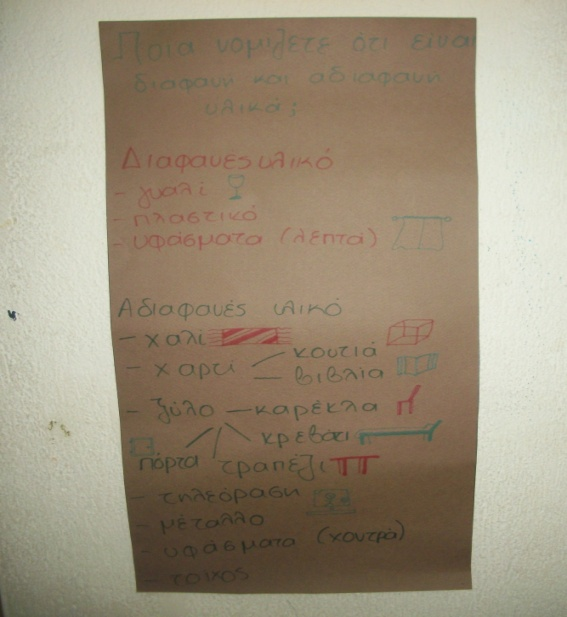 Ποια νομίζετε ότι είναι
διαφανή και αδιαφανή
υλικά;
Διαφανες υλικό
- γυαλί
- πλαστικό
- υφάσματα (λεπτά)
Αδιαφανές υλικό
- χαλί
- χαρτί — κουτιά
— βιβλία
- ξύλο — καρέκλα
κρεβάτι
πόρτα τραπέζι
- τηλεόραση
- μέταλλο
- υφάσματα (χοντρά)
- τοίχος